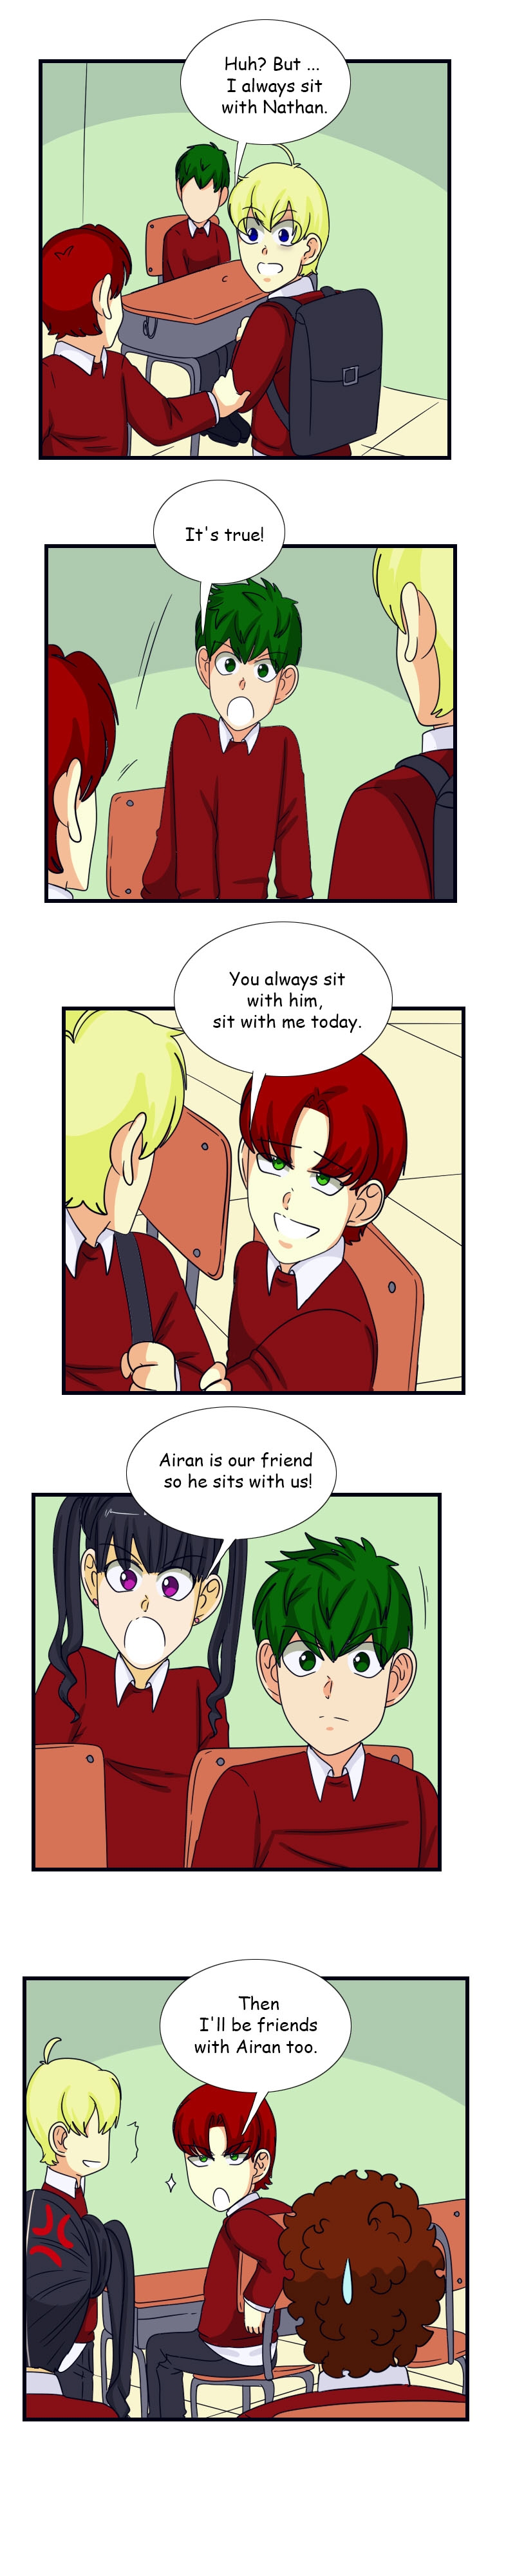 Huh? But ...
I always sit
with Nathan.
It's true!
You always sit
with him,
sit with me today.
Airan is our friend
so he sits with us!
Then
I'll be friends
with Airan too.